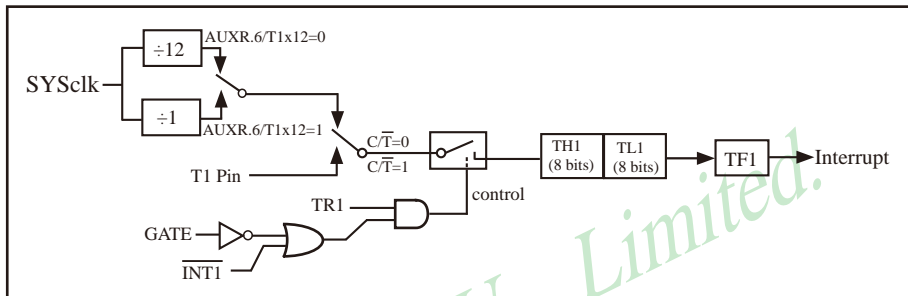 AUXR.6/T1x12=0
÷12
SYSclk
÷1
AUXR.6/T1x12=1
C/T̅=0
C/T̅=1
TH1
(8 bits)
TL1
(8 bits)
TF1
Interrupt
T1 Pin
control
TR1
GATE
I̅N̅T̅1̅
Limited.